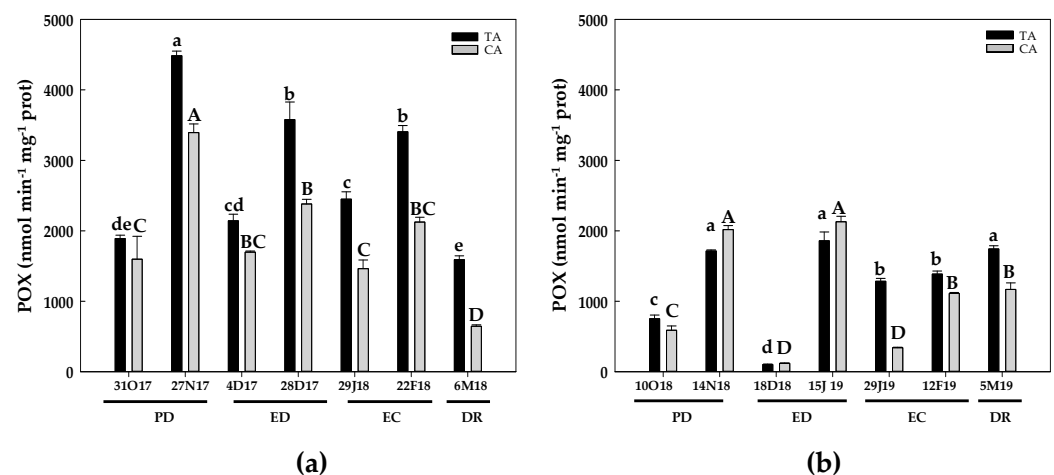 POX (nmol min⁻¹ mg⁻¹ prot)
5000
4000
3000
2000
1000
0
TA
CA
de C
a A
cd BC
b B
c C
b BC
e D
31O17 27N17 4D17 28D17 29J18 22F18 6M18
PD ED EC DR
(a)
POX (nmol min⁻¹ mg⁻¹ prot)
5000
4000
3000
2000
1000
0
TA
CA
c C
a A
d D
a A
b D
b B
a B
10O18 14N18 18D18 15J 19 29J19 12F19 5M19
PD ED EC DR
(b)